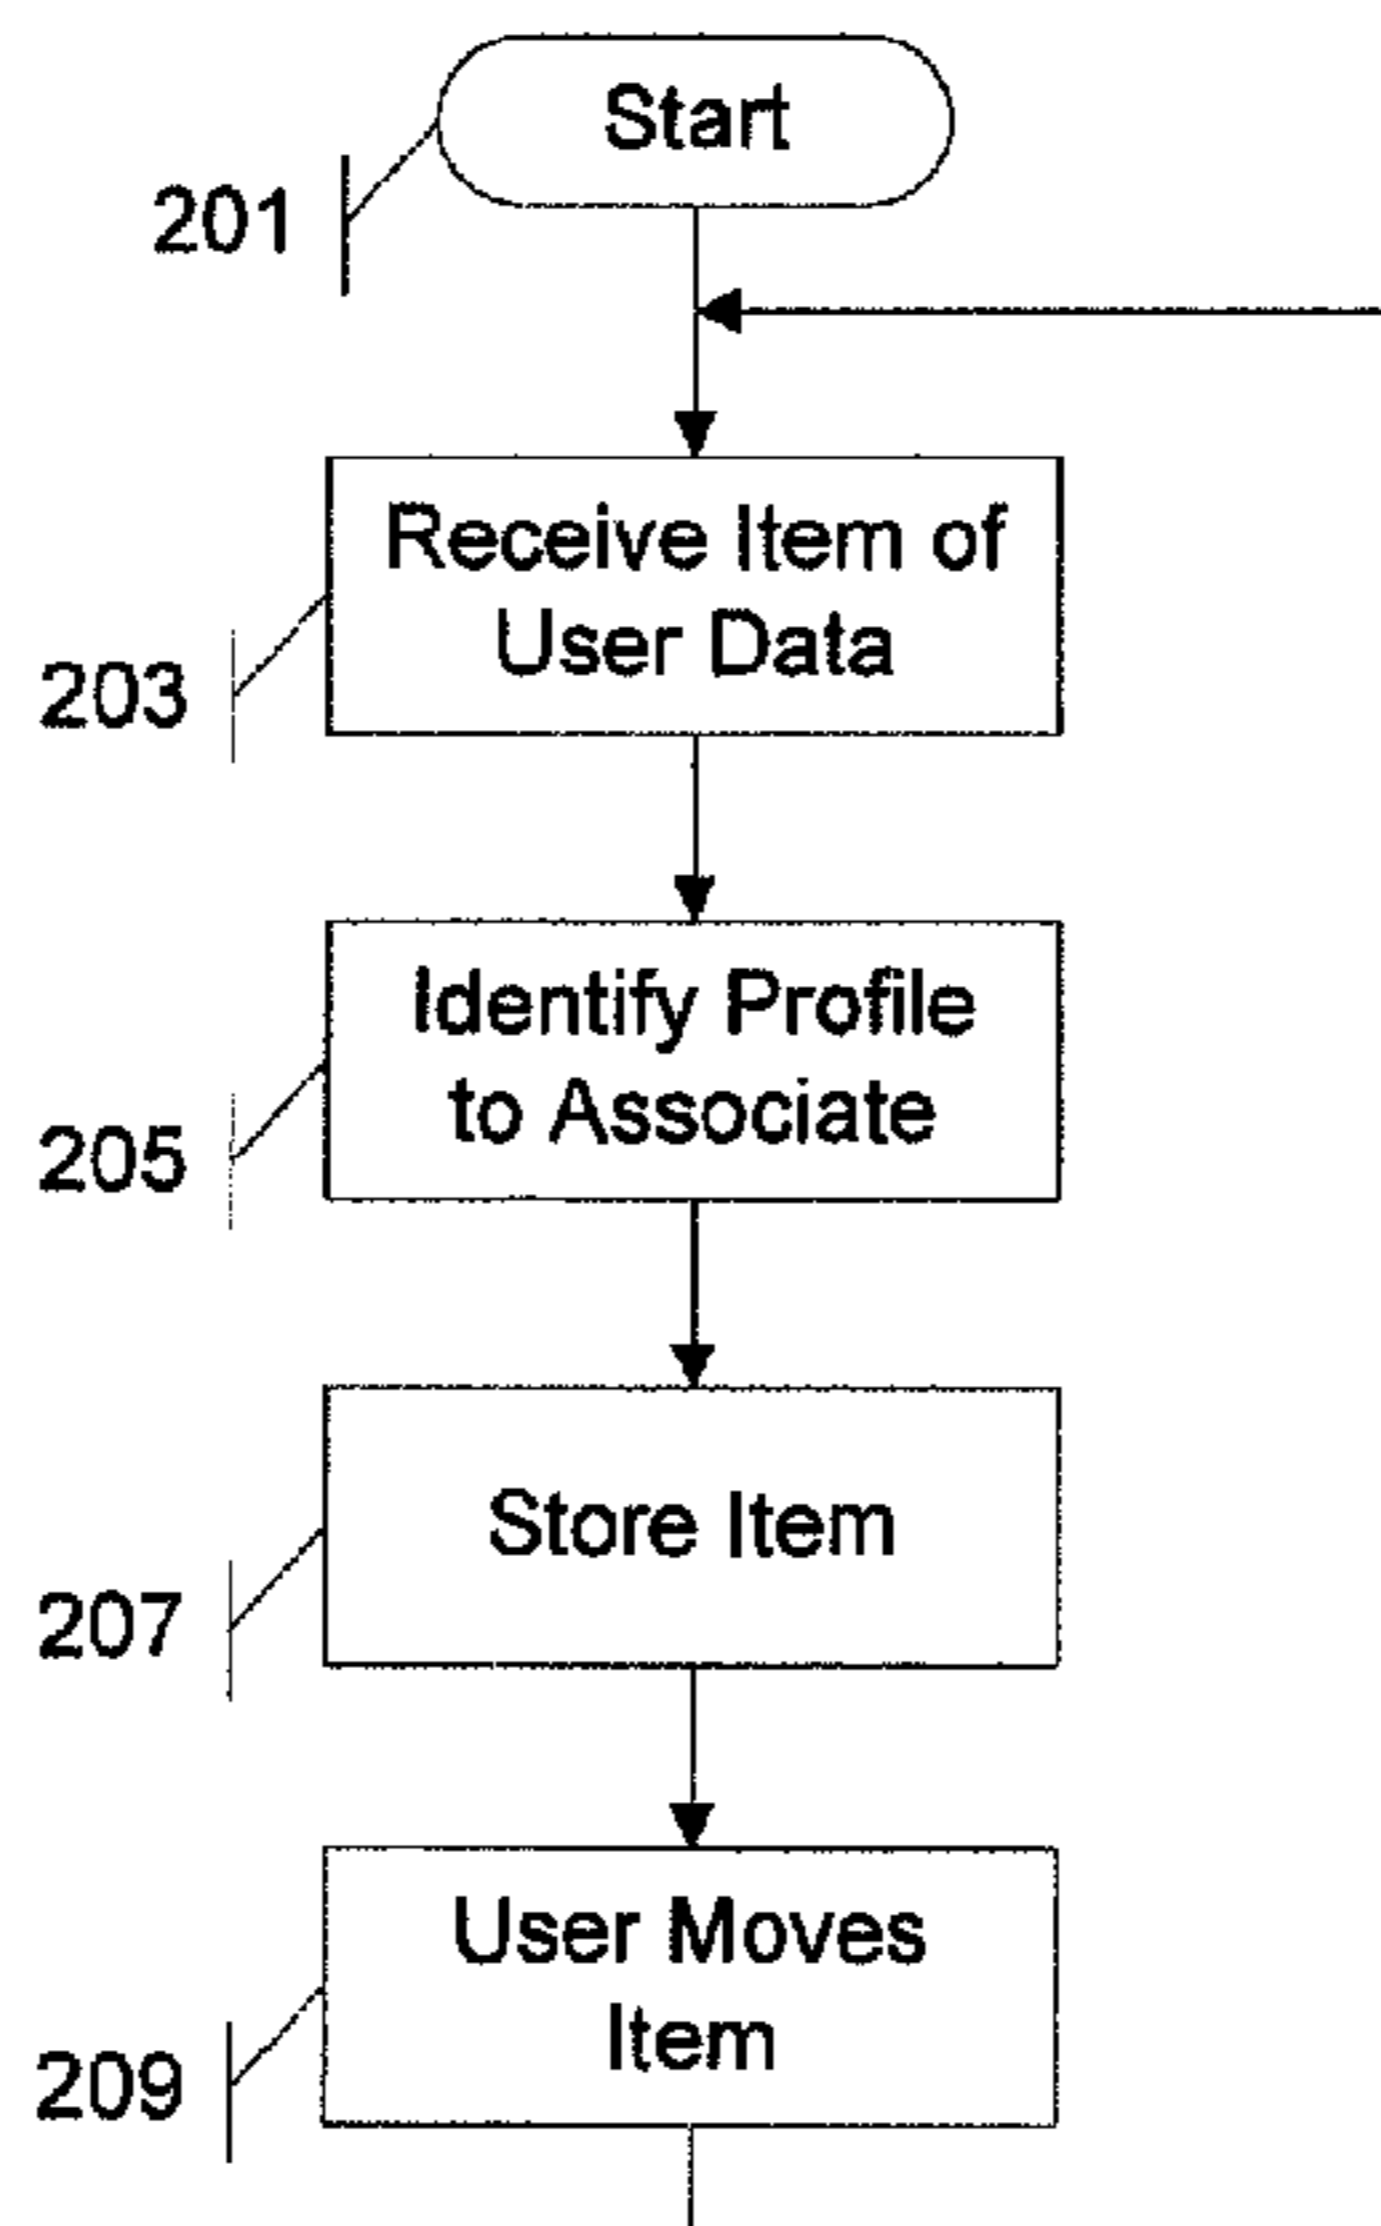 Start
201
Receive Item of
User Data
203
Identify Profile
to Associate
205
Store Item
207
User Moves
Item
209